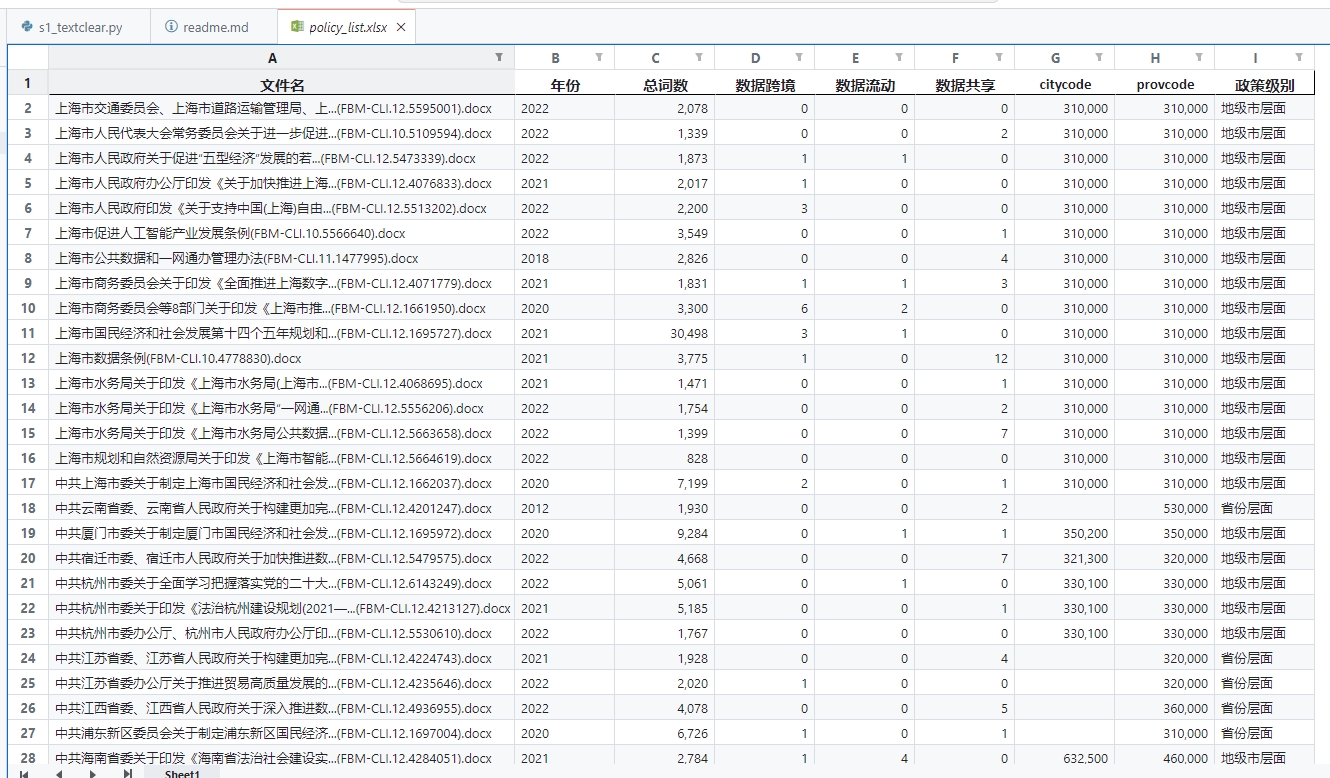 s1_textclear.py readme.md policy_list.xlsx
A B C D E F G H I
1 文件名 年份 总词数 数据跨境 数据流动 数据共享 citycode provcode 政策级别
2 上海市交通委员会、上海市道路运输管理局、上...(FBM-CLI.12.5595001).docx 2022 2,078 0 0 0 310,000 310,000 地级市层面
3 上海市人民代表大会常务委员会关于进一步促进...(FBM-CLI.10.5109594).docx 2022 1,339 0 0 2 310,000 310,000 地级市层面
4 上海市人民政府关于促进“五型经济”发展的若...(FBM-CLI.12.5473339).docx 2022 1,873 1 1 0 310,000 310,000 地级市层面
5 上海市人民政府办公厅印发《关于加快推进上海...(FBM-CLI.12.4076833).docx 2021 2,017 1 0 0 310,000 310,000 地级市层面
6 上海市人民政府印发《关于支持中国(上海)自由...(FBM-CLI.12.5513202).docx 2022 2,200 3 0 0 310,000 310,000 地级市层面
7 上海市促进人工智能产业发展条例(FBM-CLI.10.5566640).docx 2022 3,549 0 0 1 310,000 310,000 地级市层面
8 上海市公共数据和一网通办管理办法(FBM-CLI.11.1477995).docx 2018 2,826 0 0 4 310,000 310,000 地级市层面
9 上海市商务委员会关于印发《全面推进上海数字...(FBM-CLI.12.4071779).docx 2021 1,831 1 1 3 310,000 310,000 地级市层面
10 上海市商务委员会等8部门关于印发《上海市推...(FBM-CLI.12.1661950).docx 2020 3,300 6 2 0 310,000 310,000 地级市层面
11 上海市国民经济和社会发展第十四个五年规划和...(FBM-CLI.12.1695727).docx 2021 30,498 3 1 0 310,000 310,000 地级市层面
12 上海市数据条例(FBM-CLI.10.4778830).docx 2021 3,775 1 0 12 310,000 310,000 地级市层面
13 上海市水务局关于印发《上海市水务局(上海市...(FBM-CLI.12.4068695).docx 2021 1,471 0 0 1 310,000 310,000 地级市层面
14 上海市水务局关于印发《上海市水务局“一网通...(FBM-CLI.12.5556206).docx 2022 1,754 0 0 2 310,000 310,000 地级市层面
15 上海市水务局关于印发《上海市水务局公共数据...(FBM-CLI.12.5663658).docx 2022 1,399 0 0 7 310,000 310,000 地级市层面
16 上海市规划和自然资源局关于印发《上海市智能...(FBM-CLI.12.5664619).docx 2022 828 0 0 0 310,000 310,000 地级市层面
17 中共上海市委关于制定上海市国民经济和社会发...(FBM-CLI.12.1662037).docx 2020 7,199 2 0 1 310,000 310,000 地级市层面
18 中共云南省委、云南省人民政府关于构建更加完...(FBM-CLI.12.4201247).docx 2012 1,930 0 0 2 530,000 省份层面
19 中共厦门市委关于制定厦门市国民经济和社会发...(FBM-CLI.12.1695972).docx 2020 9,284 0 1 1 350,200 350,000 地级市层面
20 中共宿迁市委、宿迁市人民政府关于加快推进数...(FBM-CLI.12.5479575).docx 2022 4,668 0 0 7 321,300 320,000 地级市层面
21 中共杭州市委关于全面学习把握落实党的二十大...(FBM-CLI.12.6143249).docx 2022 5,061 0 1 0 330,100 330,000 地级市层面
22 中共杭州市委关于印发《法治杭州建设规划(2021—...(FBM-CLI.12.4213127).docx 2021 5,185 0 0 1 330,100 330,000 地级市层面
23 中共杭州市委办公厅、杭州市人民政府办公厅印...(FBM-CLI.12.5530610).docx 2022 1,767 0 0 0 330,100 330,000 地级市层面
24 中共江苏省委、江苏省人民政府关于构建更加完...(FBM-CLI.12.4224743).docx 2021 1,928 0 0 4 320,000 省份层面
25 中共江苏省委办公厅关于推进贸易高质量发展的...(FBM-CLI.12.4235646).docx 2022 2,020 1 0 0 320,000 省份层面
26 中共江西省委、江西省人民政府关于深入推进数...(FBM-CLI.12.4936955).docx 2022 4,078 0 0 5 360,000 省份层面
27 中共浦东新区委员会关于制定浦东新区国民经济...(FBM-CLI.12.1697004).docx 2020 6,726 1 0 1 310,000 省份层面
28 中共海南省委关于印发《海南省法治社会建设实...(FBM-CLI.12.4284051).docx 2021 2,784 1 4 0 632,500 460,000 地级市层面
Sheet1